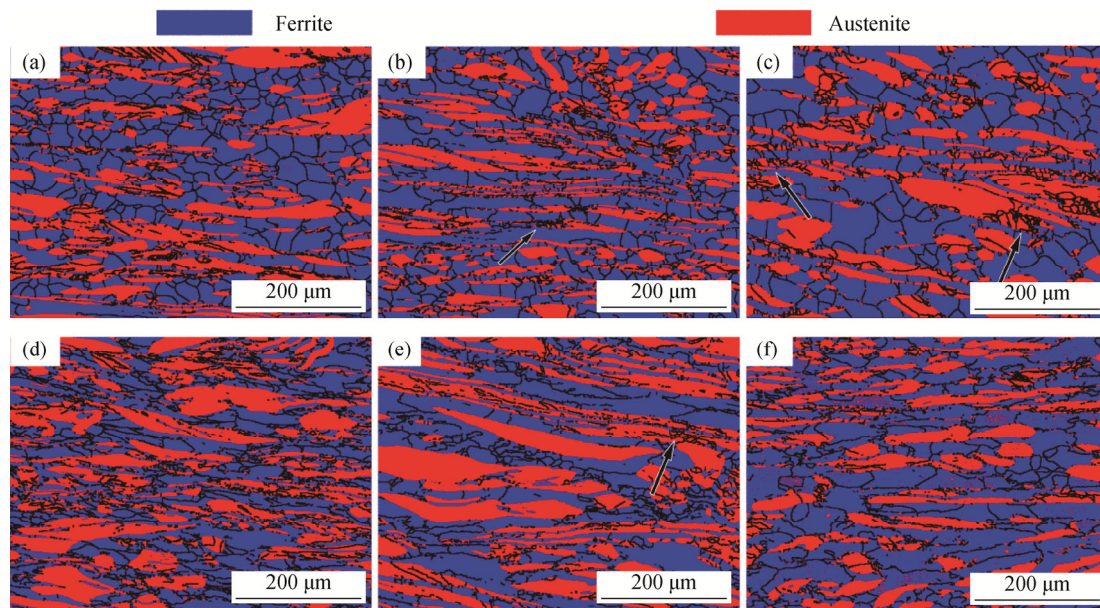 Ferrite Austenite
(a) (b) (c)
200 μm 200 μm 200 μm
(d) (e) (f)
200 μm 200 μm 200 μm